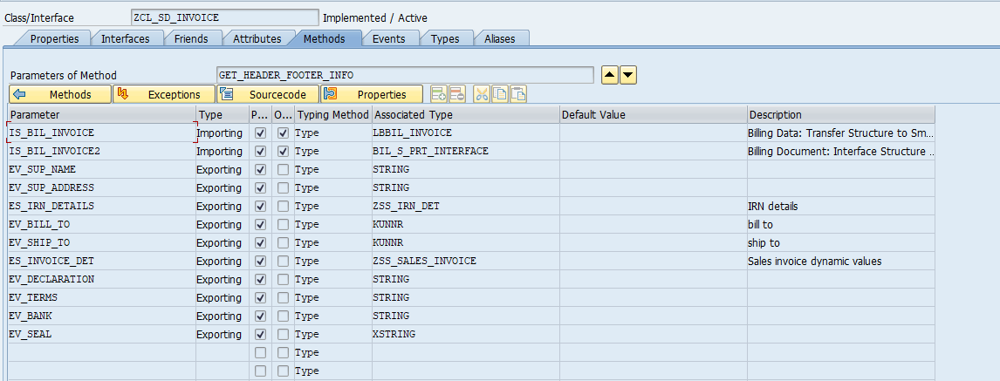 Class/Interface ZCL_SD_INVOICE Implemented / Active
Properties Interfaces Friends Attributes Methods Events Types Aliases
Parameters of Method GET_HEADER_FOOTER_INFO
Methods Exceptions Sourcecode Properties
Parameter Type P... O... Typing Method Associated Type Default Value Description
IS_BIL_INVOICE Importing Type LBBIL_INVOICE Billing Data: Transfer Structure to Sm...
IS_BIL_INVOICE2 Importing Type BIL_S_PRT_INTERFACE Billing Document: Interface Structure ...
EV_SUP_NAME Exporting Type STRING
EV_SUP_ADDRESS Exporting Type STRING
ES_IRN_DETAILS Exporting Type ZSS_IRN_DET IRN details
EV_BILL_TO Exporting Type KUNNR bill to
EV_SHIP_TO Exporting Type KUNNR ship to
ES_INVOICE_DET Exporting Type ZSS_SALES_INVOICE Sales invoice dynamic values
EV_DECLARATION Exporting Type STRING
EV_TERMS Exporting Type STRING
EV_BANK Exporting Type STRING
EV_SEAL Exporting Type XSTRING
Type
Type